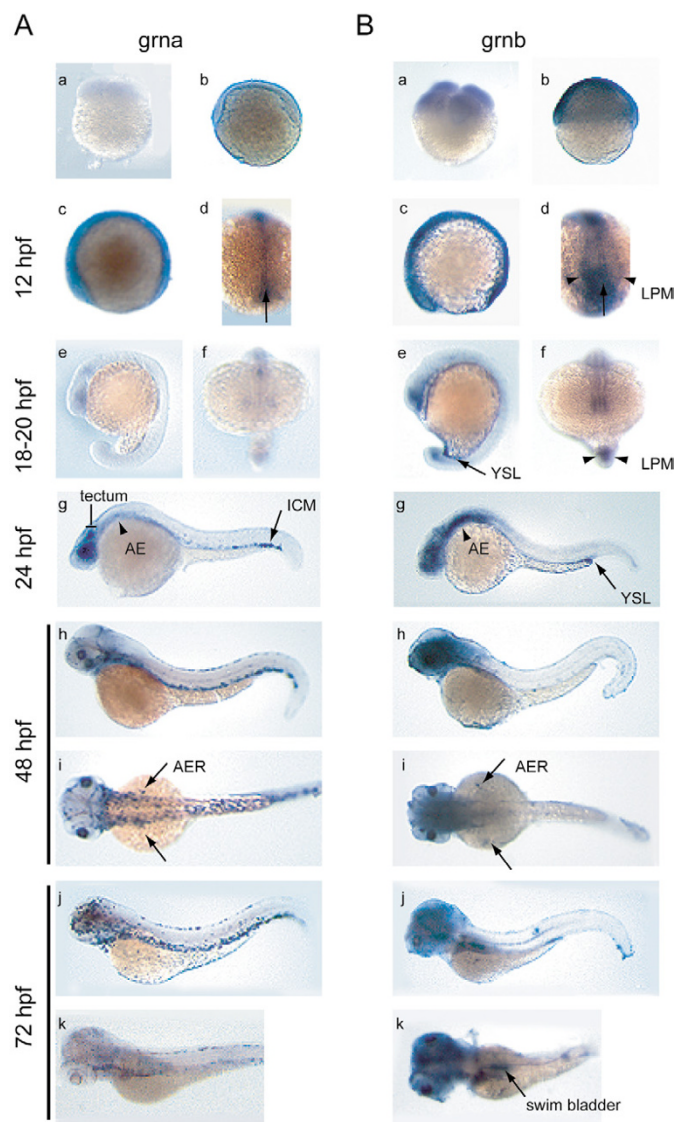 A
B
grna
grnb
a
b
a
b
12 hpf
c
d
c
d
LPM
18-20 hpf
e
f
e
f
YSL
LPM
24 hpf
g
tectum
ICM
AE
g
AE
YSL
48 hpf
h
h
i
AER
i
AER
72 hpf
j
j
k
k
swim bladder